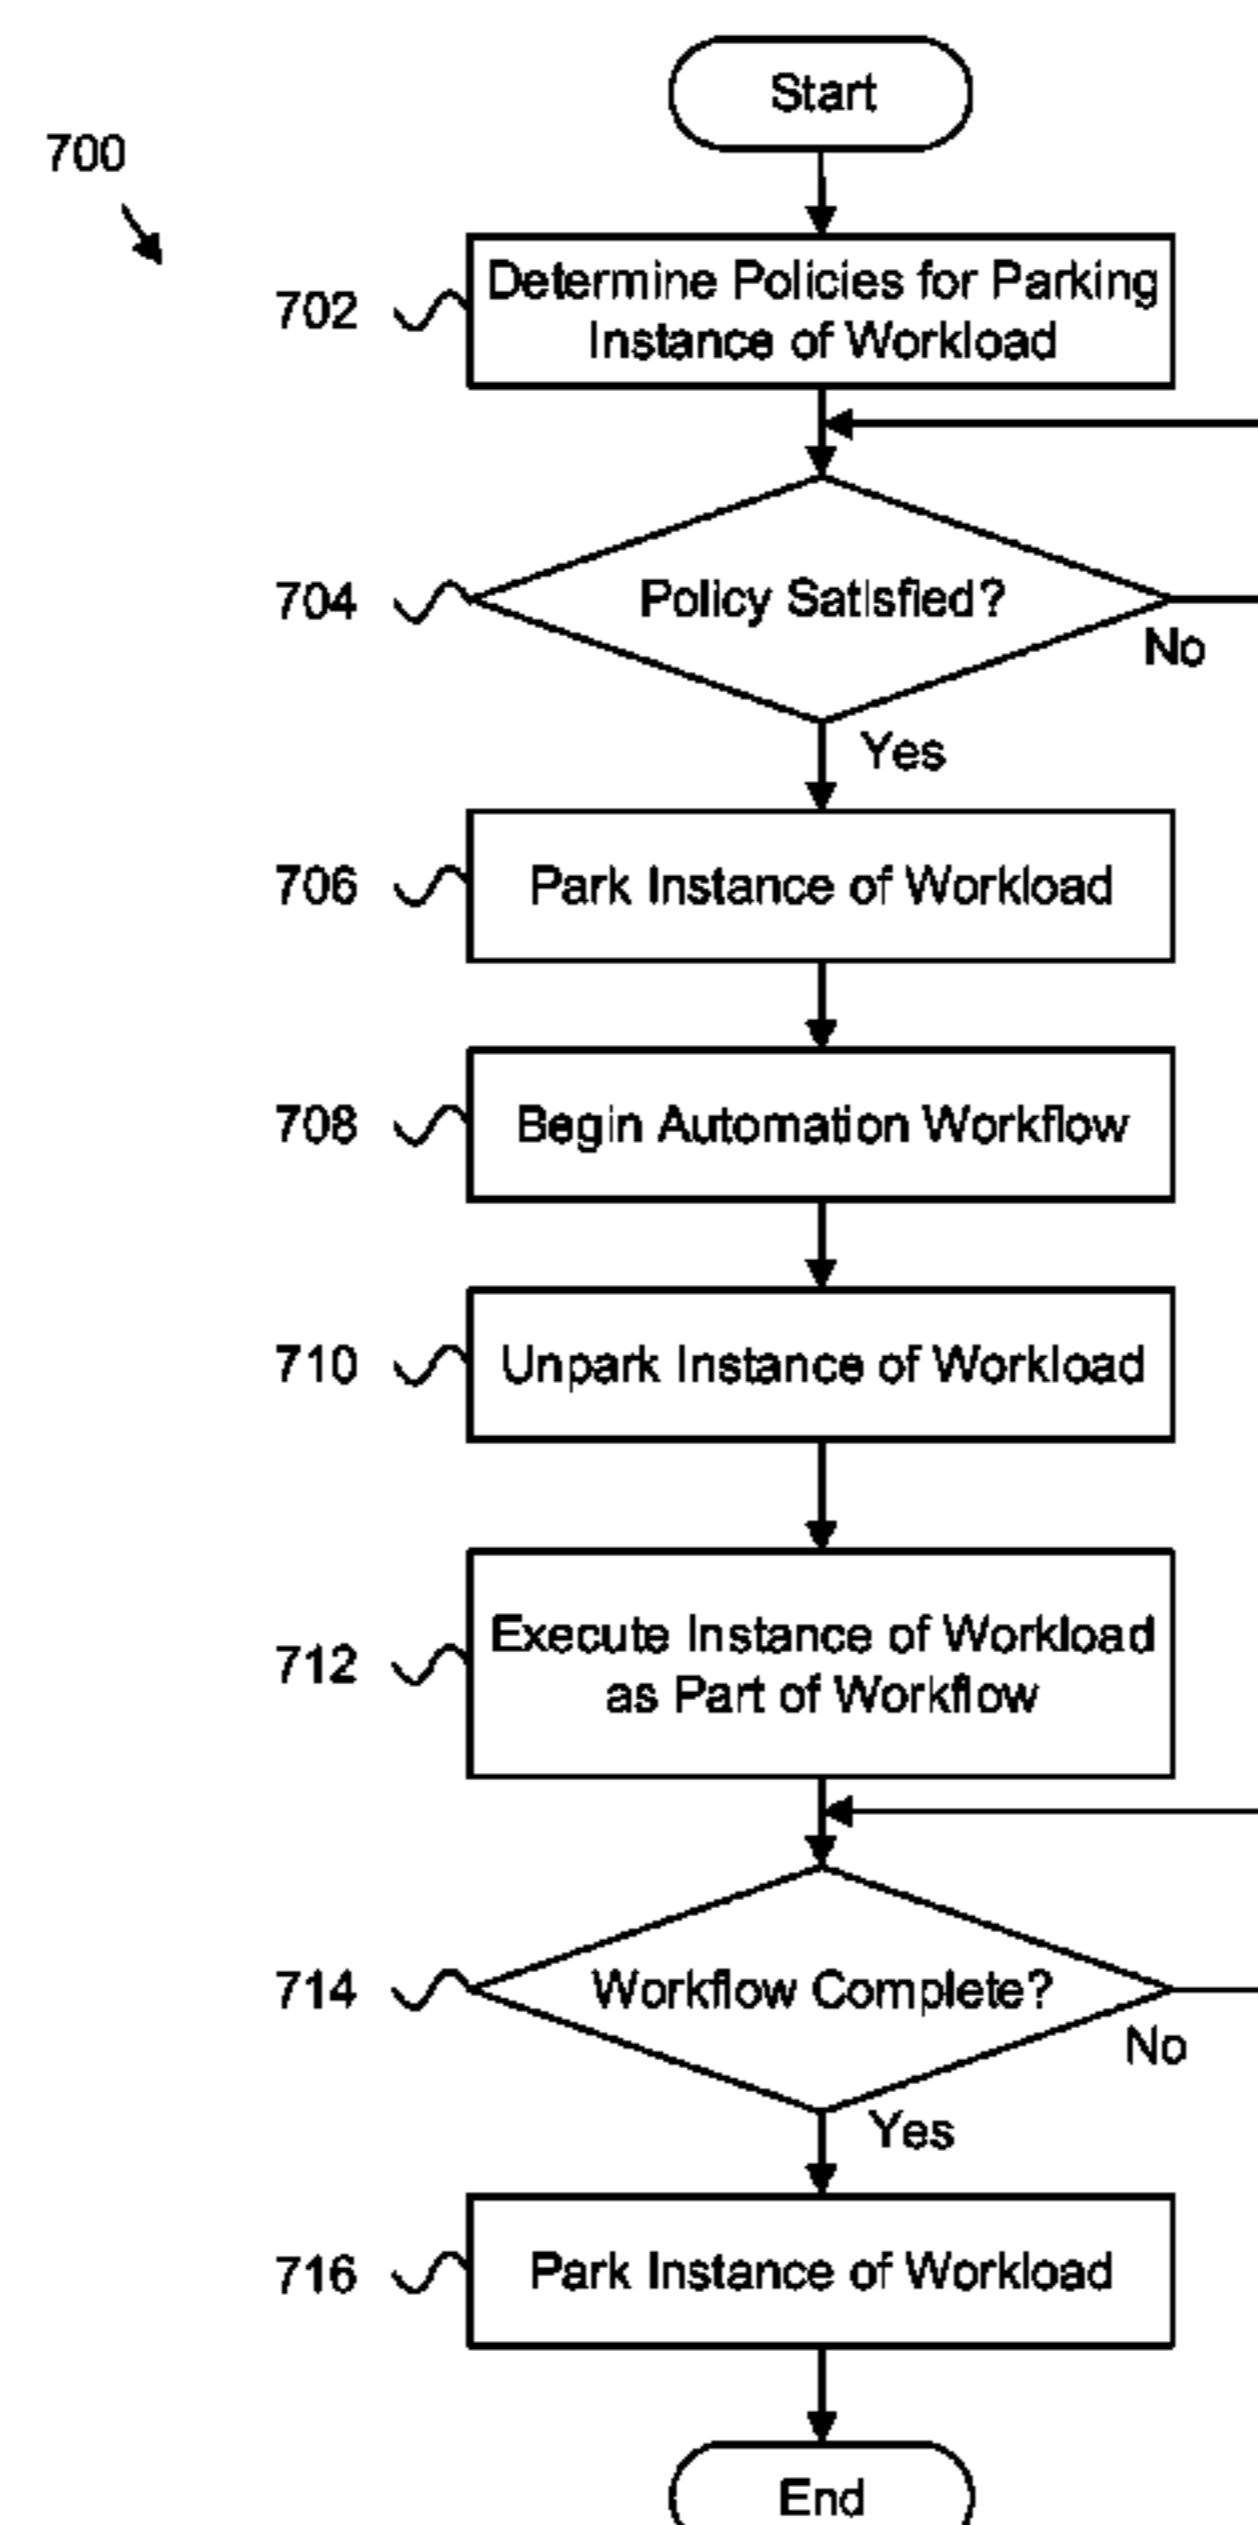 Start
700
702
Determine Policies for Parking
Instance of Workload
704
Policy Satisfied?
No
Yes
706
Park Instance of Workload
708
Begin Automation Workflow
710
Unpark Instance of Workload
712
Execute Instance of Workload
as Part of Workflow
714
Workflow Complete?
No
Yes
716
Park Instance of Workload
End